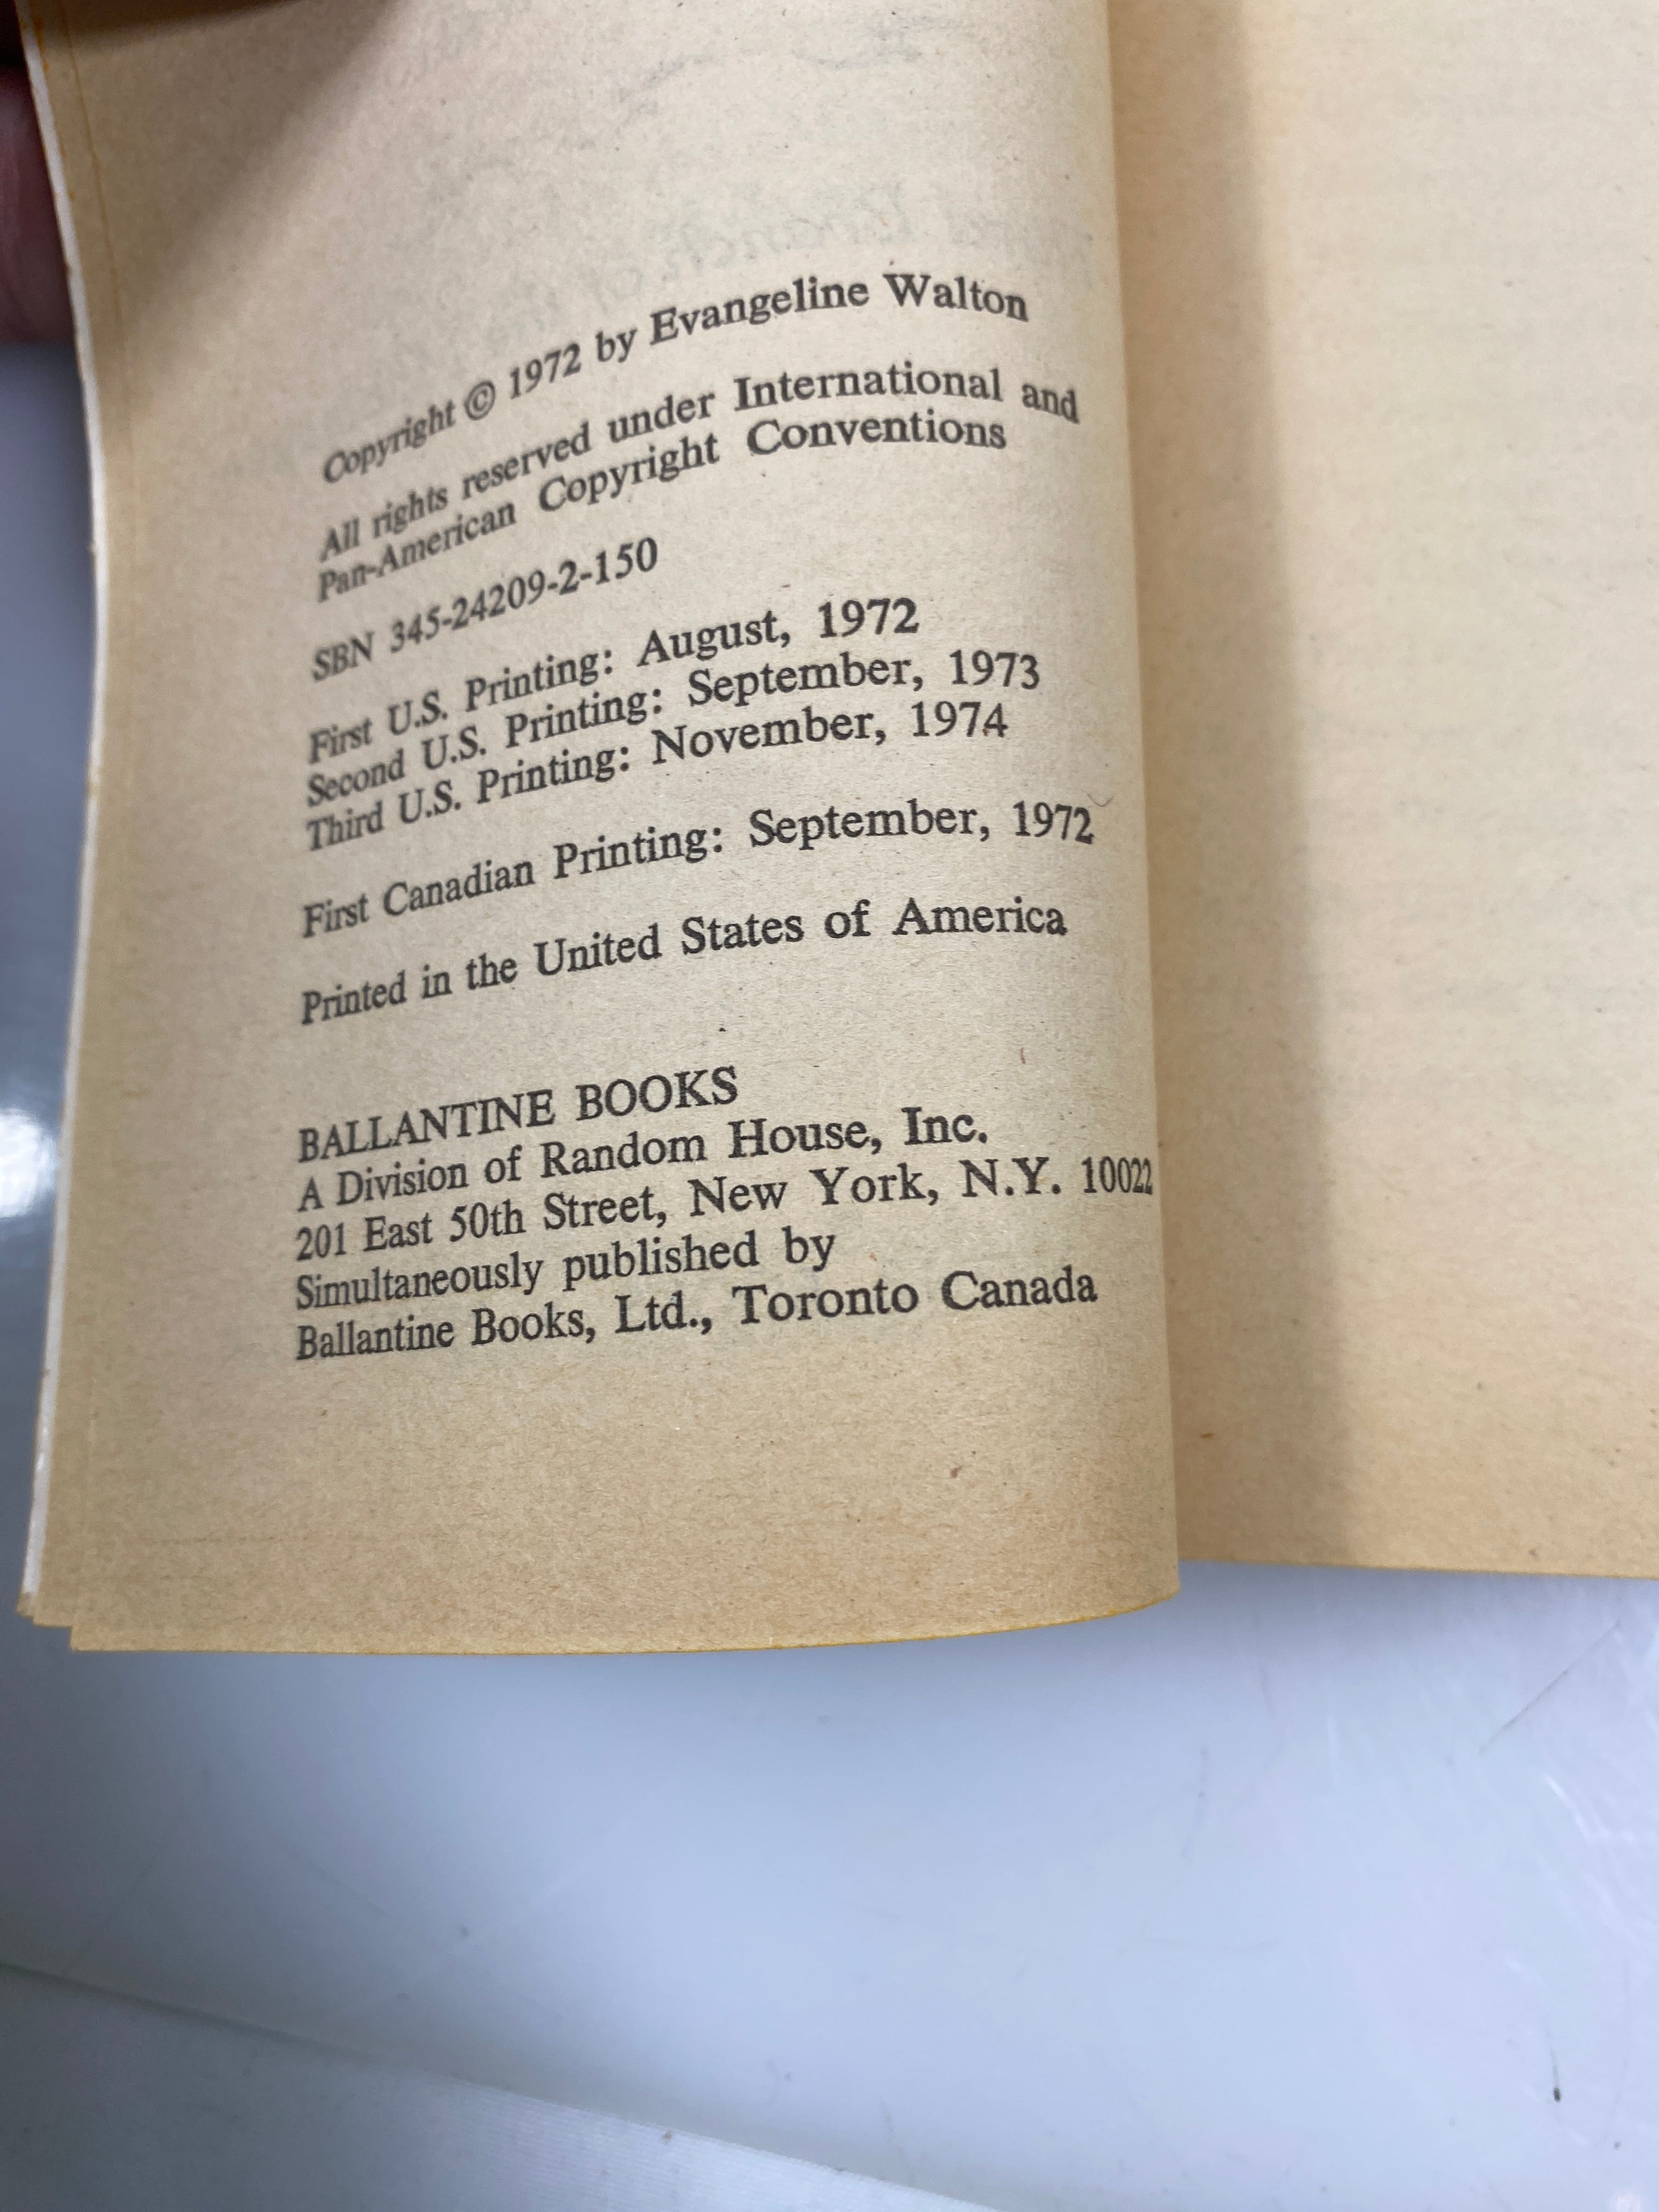 Copyright © 1972 by Evangeline Walton
All rights reserved under International and
Pan-American Copyright Conventions
SBN 345-24209-2-150
First U.S. Printing: August, 1972
Second U.S. Printing: September, 1973
Third U.S. Printing: November, 1974
First Canadian Printing: September, 1972
Printed in the United States of America
BALLANTINE BOOKS
A Division of Random House, Inc.
201 East 50th Street, New York, N.Y. 10022
Simultaneously published by
Ballantine Books, Ltd., Toronto Canada